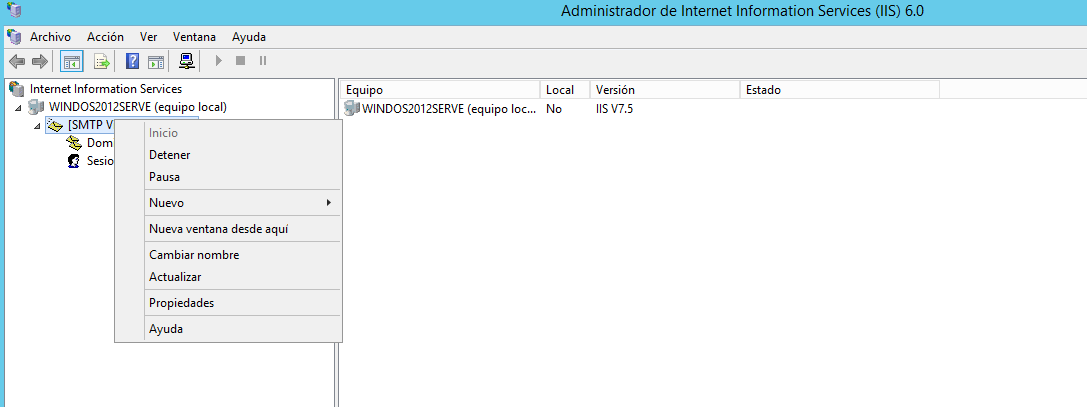 Administrador de Internet Information Services (IIS) 6.0
Archivo Acción Ver Ventana Ayuda
Internet Information Services
WINDOS2012SERVE (equipo local)
[SMTP V
Dom
Sesio
Inicio
Detener
Pausa
Nuevo
Nueva ventana desde aquí
Cambiar nombre
Actualizar
Propiedades
Ayuda
Equipo Local Versión Estado
WINDOS2012SERVE (equipo loc... No IIS V7.5